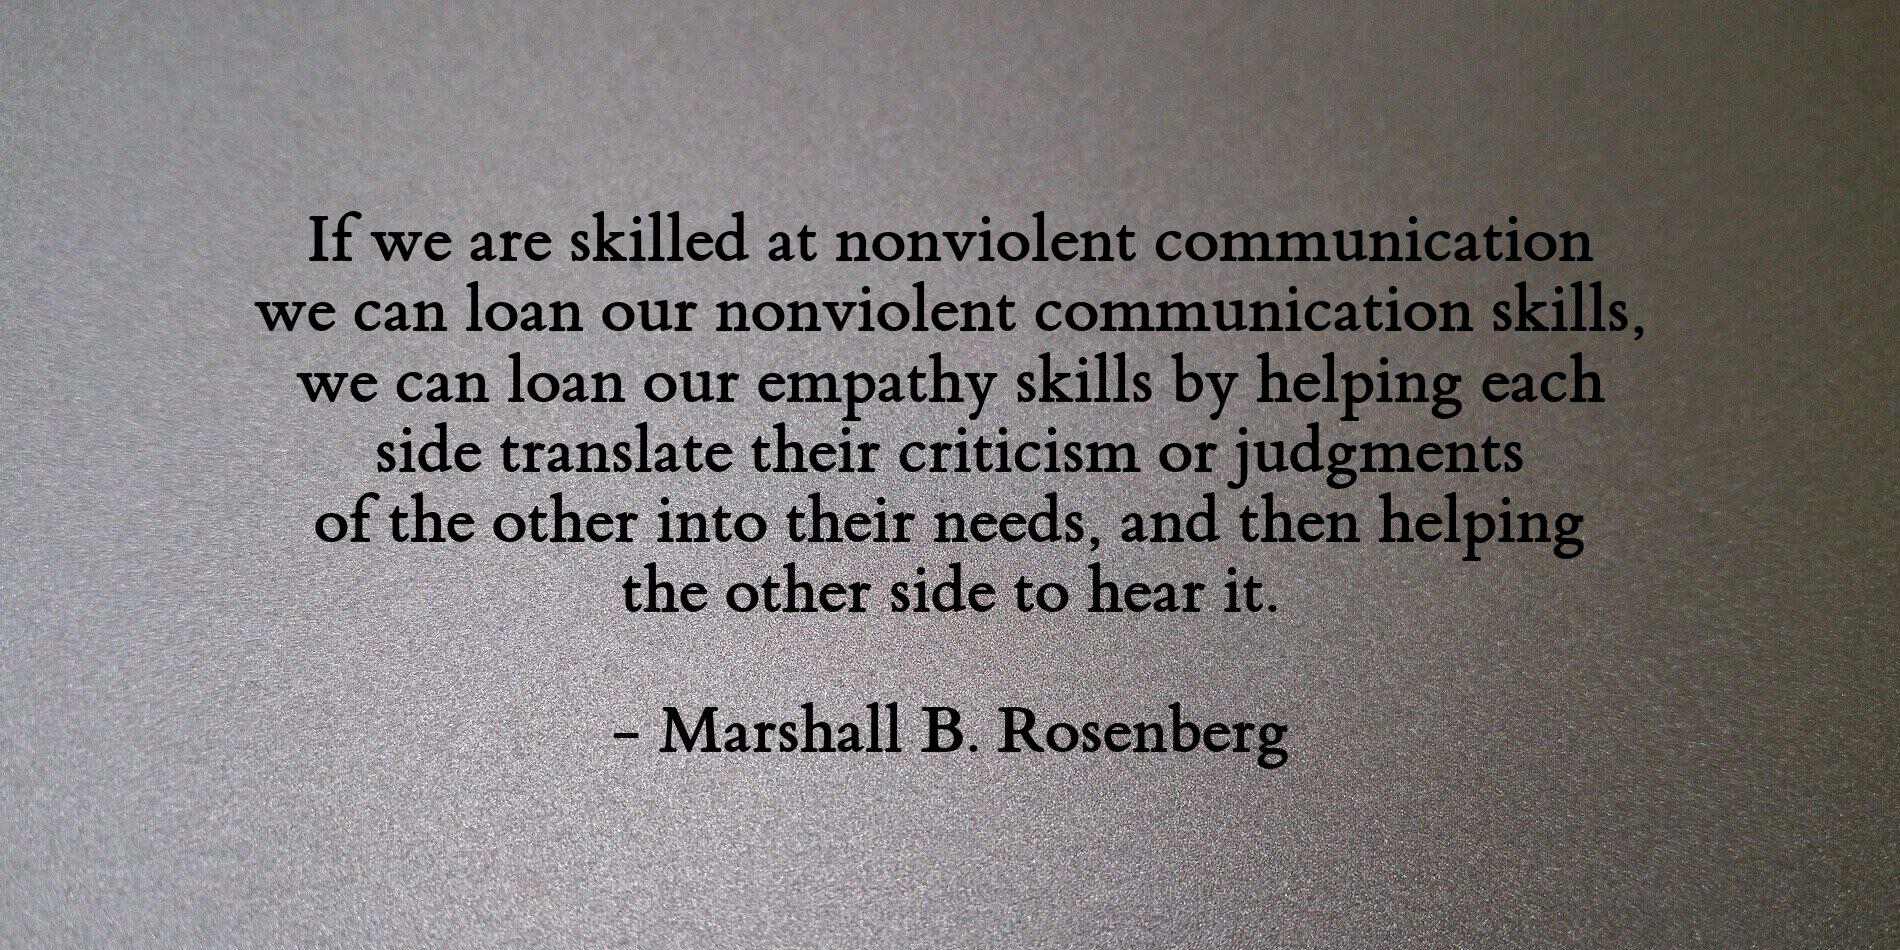 If we are skilled at nonviolent communication
we can loan our nonviolent communication skills,
we can loan our empathy skills by helping each
side translate their criticism or judgments
of the other into their needs, and then helping
the other side to hear it.
– Marshall B. Rosenberg